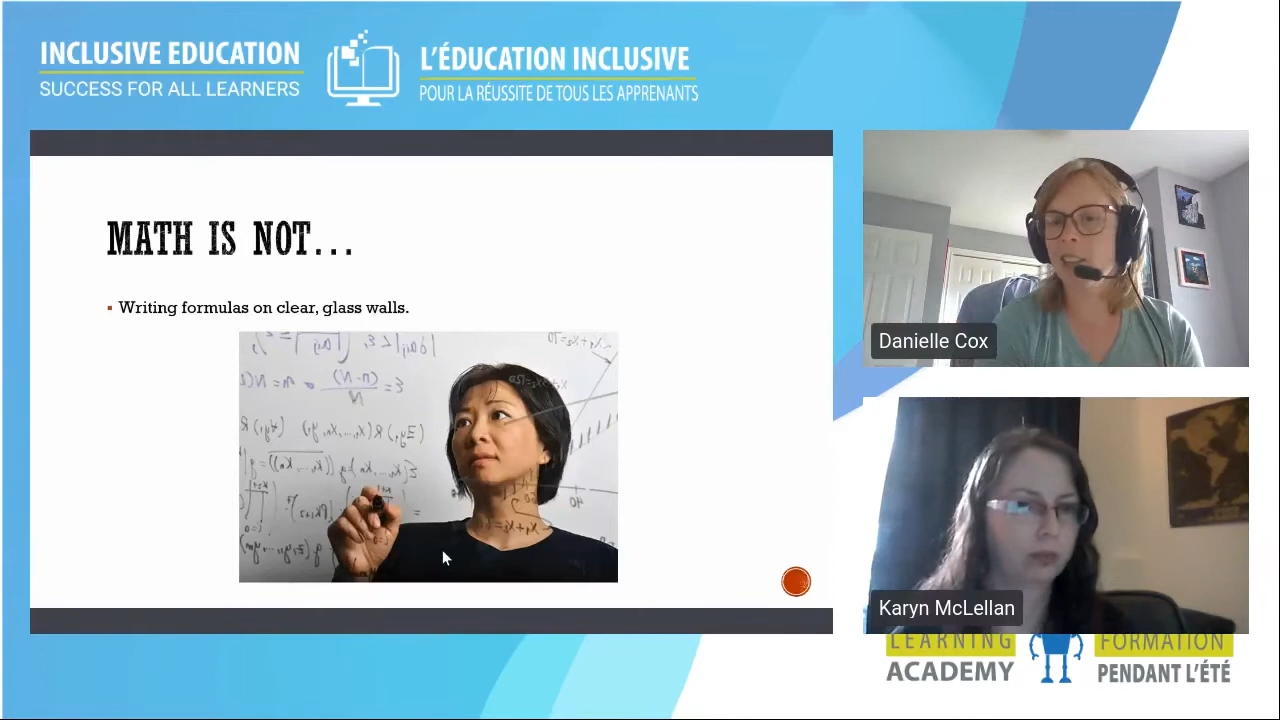 INCLUSIVE EDUCATION
SUCCESS FOR ALL LEARNERS
L'ÉDUCATION INCLUSIVE
POUR LA RÉUSSITE DE TOUS LES APPRENANTS
MATH IS NOT...
Writing formulas on clear, glass walls.
Danielle Cox
Karyn McLellan
LEARNING
ACADEMY
FORMATION
PENDANT L'ÉTÉ